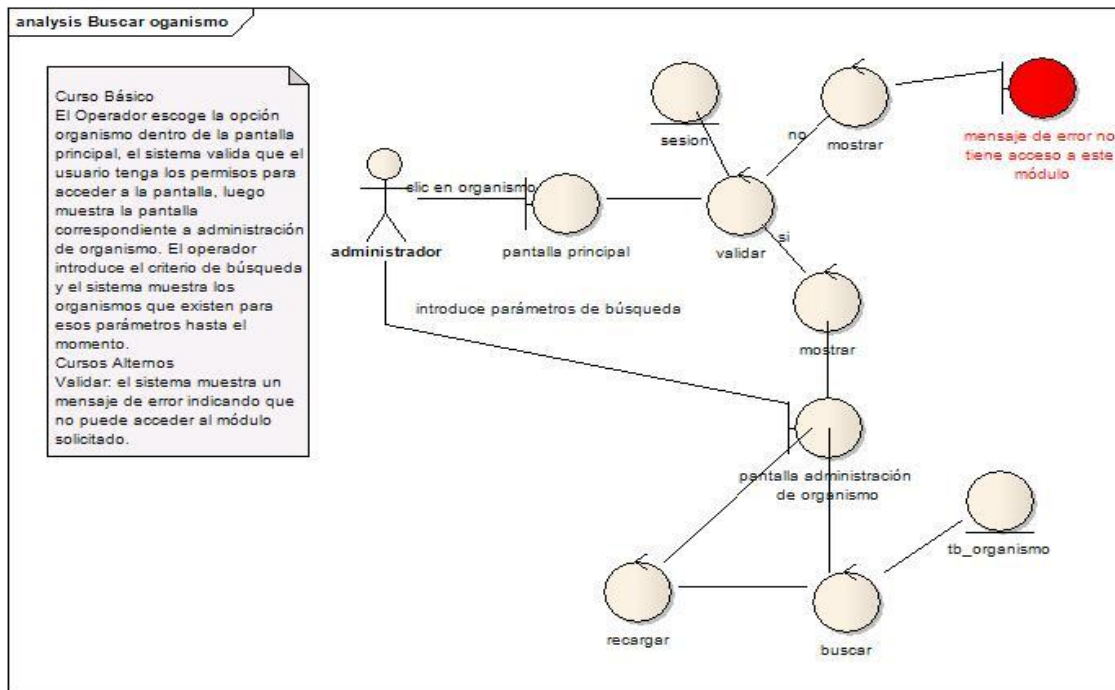 analysis Buscar oganismo
Curso Básico
El Operador escoge la opción
organismo dentro de la pantalla
principal, el sistema valida que el
usuario tenga los permisos para
acceder a la pantalla, luego
muestra la pantalla
correspondiente a administración
de organismo. El operador
introduce el criterio de búsqueda
y el sistema muestra los
organismos que existen para
esos parámetros hasta el
momento.
Cursos Alternos
Validar: el sistema muestra un
mensaje de error indicando que
no puede acceder al módulo
solicitado.
administrador
clic en organismo
pantalla principal
sesion
validar
no
mostrar
mensaje de error no
tiene acceso a este
módulo
si
mostrar
introduce parámetros de búsqueda
pantalla administración
de organismo
tb_organismo
recargar
buscar